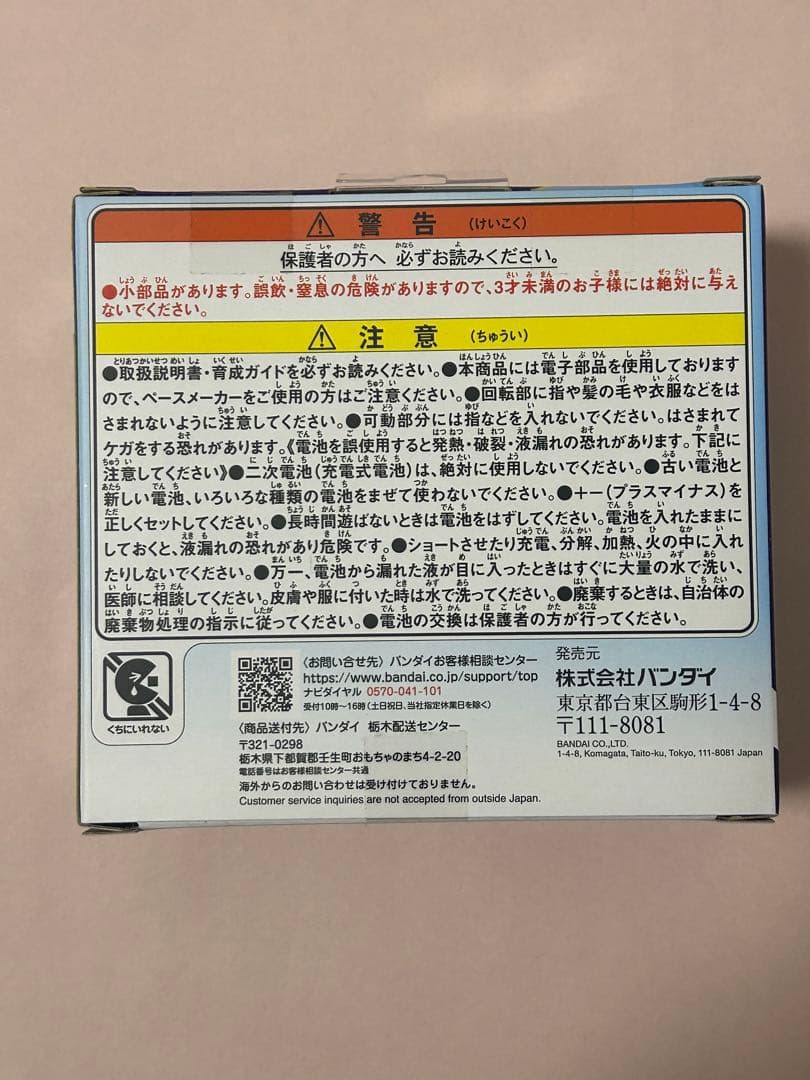 ⚠ 警告 (けいこく)
保護者の方へ 必ずお読みください。
●小部品があります。誤飲・窒息の危険がありますので、3才未満のお子様には絶対に与え
ないでください。
⚠ 注意 (ちゅうい)
●取扱説明書・育成ガイドを必ずお読みください。●本商品には電子部品を使用しております
ので、ペースメーカーをご使用の方はご注意ください。●回転部に指や髪の毛や衣服などをは
さまれないように注意してください。●可動部分には指などを入れないでください。はさまれて
ケガをする恐れがあります。《電池を誤使用すると発熱・破裂・液漏れの恐れがあります。下記に
注意してください》●二次電池(充電式電池)は、絶対に使用しないでください。●古い電池と
新しい電池、いろいろな種類の電池をまぜて使わないでください。●+-(プラスマイナス)を
正しくセットしてください。●長時間遊ばないときは電池をはずしてください。電池を入れたままに
しておくと、液漏れの恐れがあり危険です。●ショートさせたり充電、分解、加熱、火の中に入れ
たりしないでください。●万一、電池から漏れた液が目に入ったときはすぐに大量の水で洗い、
医師に相談してください。皮膚や服に付いた時は水で洗ってください。●廃棄するときは、自治体の
廃棄物処理の指示に従ってください。●電池の交換は保護者の方が行ってください。
くちにいれない
〈お問い合せ先〉バンダイお客様相談センター
https://www.bandai.co.jp/support/top
ナビダイヤル 0570-041-101
受付10時~16時(土日祝日、当社指定休業日を除く)
〈商品送付先〉バンダイ 栃木配送センター
〒321-0298
栃木県下都賀郡壬生町おもちゃのまち4-2-20
電話番号はお客様相談センター共通
海外からのお問い合わせは受け付けておりません。
Customer service inquiries are not accepted from outside Japan.
発売元
株式会社バンダイ
東京都台東区駒形1-4-8
〒111-8081
BANDAI CO.,LTD.
1-4-8, Komagata, Taito-ku, Tokyo, 111-8081 Japan